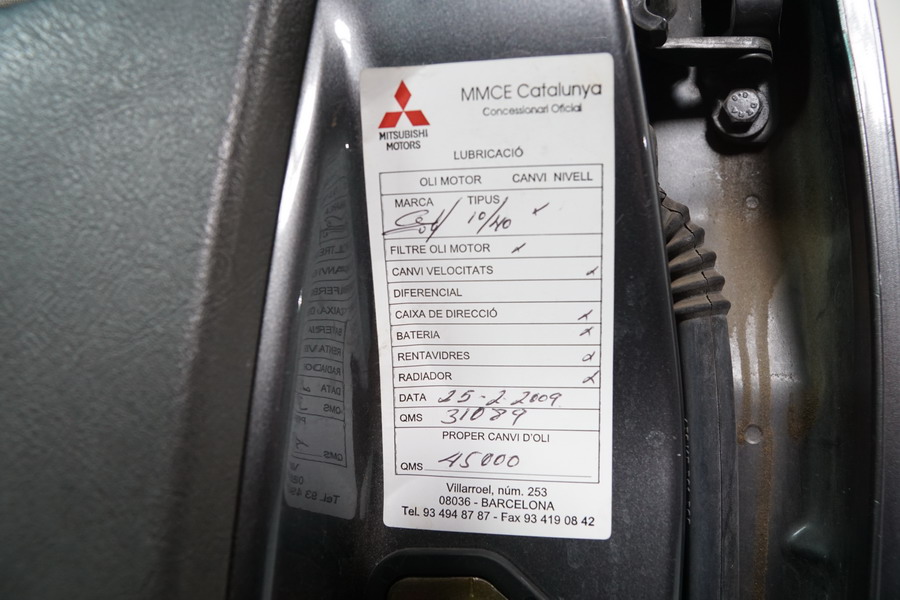 MMCE Catalunya
Concessionari Oficial
MITSUBISHI
MOTORS
LUBRICACIÓ
OLI MOTOR CANVI NIVELL
MARCA TIPUS
10/40
FILTRE OLI MOTOR
CANVI VELOCITATS
DIFERENCIAL
CAIXA DE DIRECCIÓ
BATERIA
RENTAVIDRES
RADIADOR
DATA 25-2-2009
QMS 31089
PROPER CANVI D'OLI
QMS 45000
Villarroel, núm. 253
08036 - BARCELONA
Tel. 93 494 87 87 - Fax 93 419 08 42